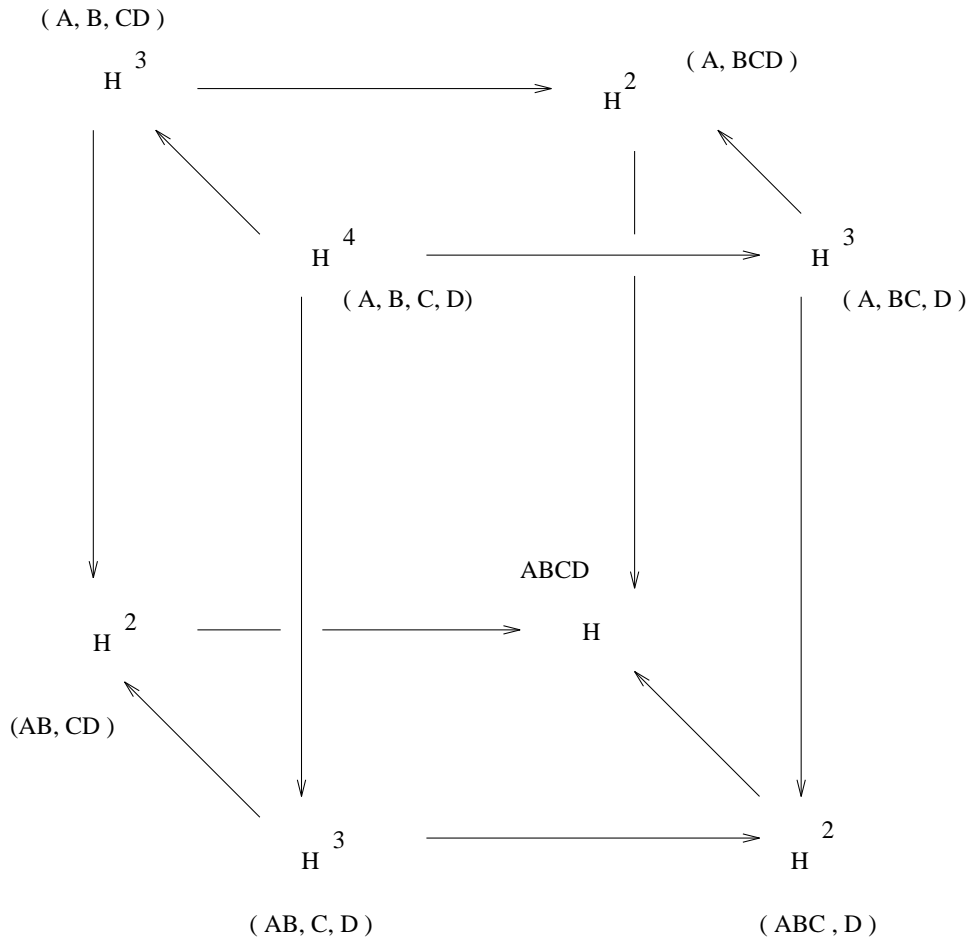 ( A, B, CD )
H 3
( A, BCD )
H 2
H 4
( A, B, C, D)
H 3
( A, BC, D )
ABCD
H 2
H
(AB, CD )
H 3
( AB, C, D )
H 2
( ABC , D )